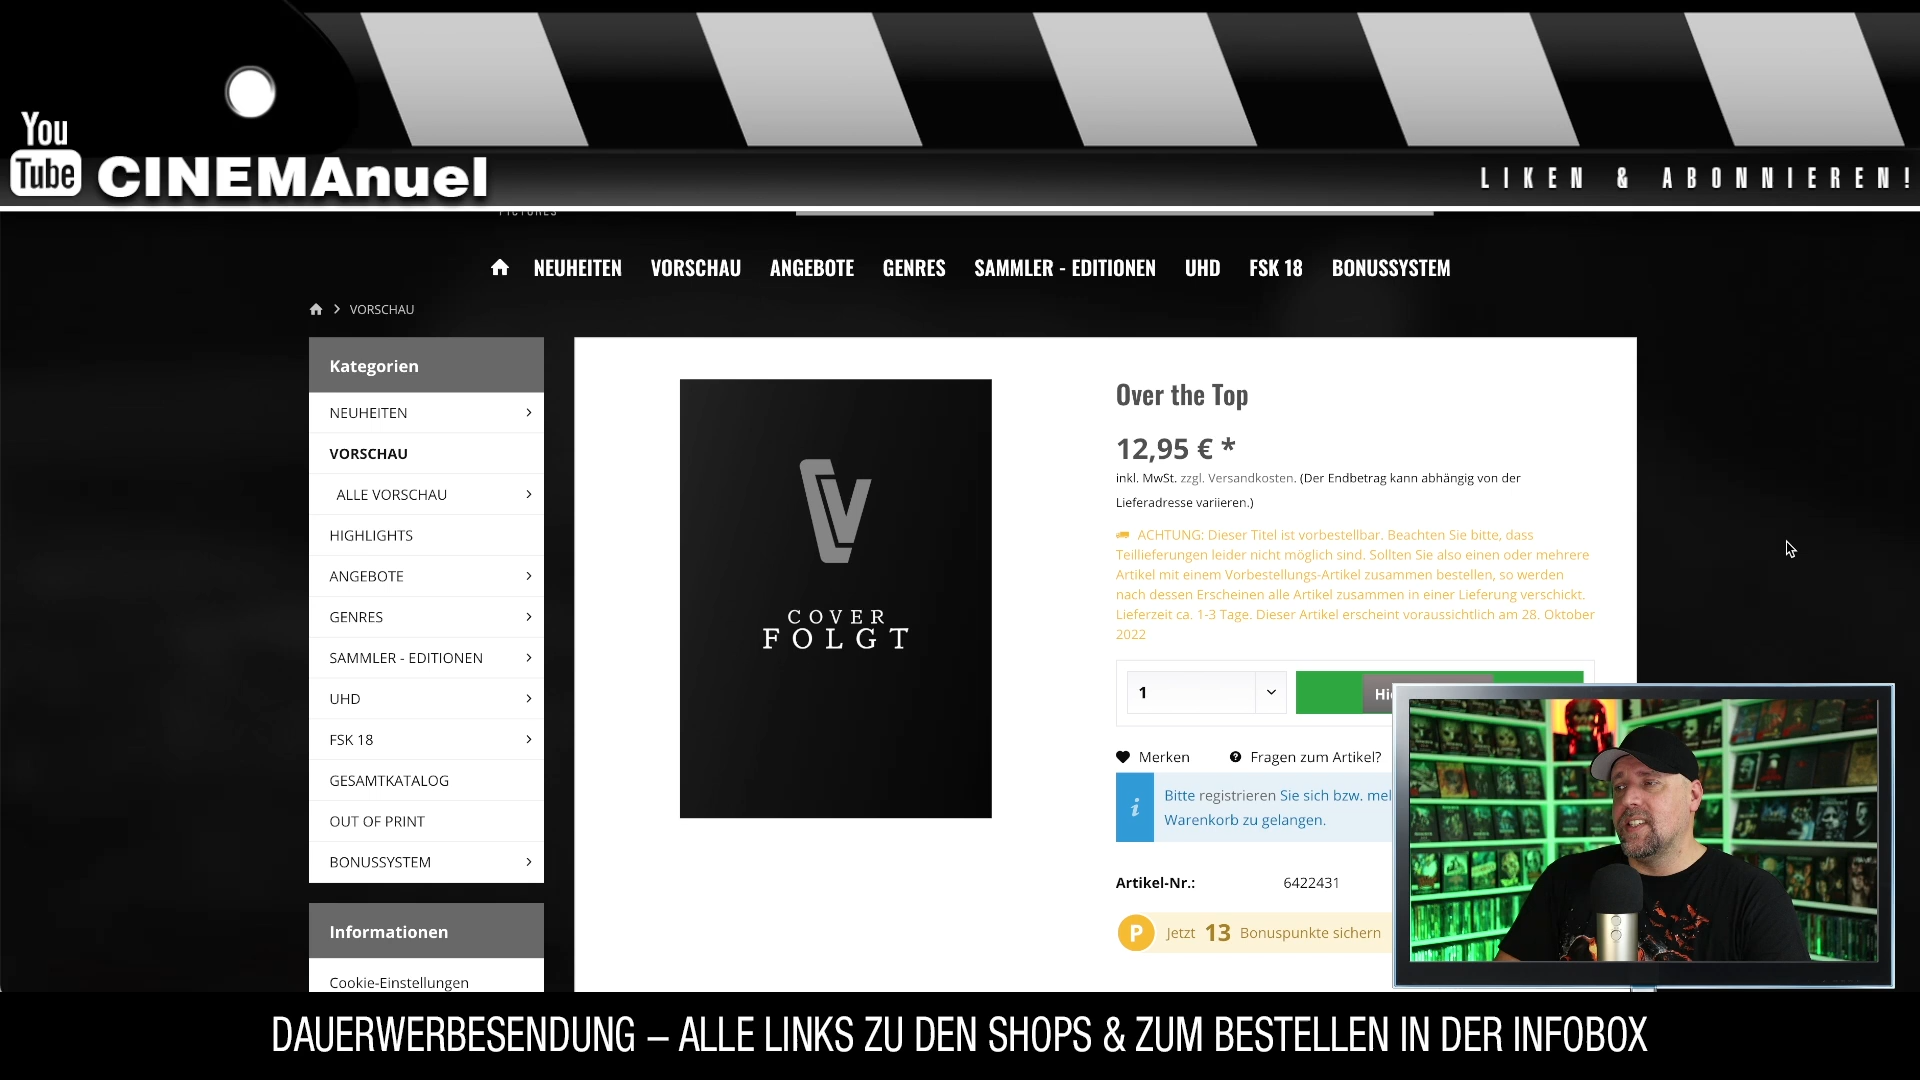 You
Tube
CINEMAnuel
LIKEN & ABONNIEREN!
PICTURES
NEUHEITEN VORSCHAU ANGEBOTE GENRES SAMMLER - EDITIONEN UHD FSK 18 BONUSSYSTEM
VORSCHAU
Kategorien
NEUHEITEN
VORSCHAU
ALLE VORSCHAU
HIGHLIGHTS
ANGEBOTE
GENRES
SAMMLER - EDITIONEN
UHD
FSK 18
GESAMTKATALOG
OUT OF PRINT
BONUSSYSTEM
Informationen
Cookie-Einstellungen
COVER
FOLGT
Over the Top
12,95 € *
inkl. MwSt. zzgl. Versandkosten. (Der Endbetrag kann abhängig von der
Lieferadresse variieren.)
ACHTUNG: Dieser Titel ist vorbestellbar. Beachten Sie bitte, dass
Teillieferungen leider nicht möglich sind. Sollten Sie also einen oder mehrere
Artikel mit einem Vorbestellungs-Artikel zusammen bestellen, so werden
nach dessen Erscheinen alle Artikel zusammen in einer Lieferung verschickt.
Lieferzeit ca. 1-3 Tage. Dieser Artikel erscheint voraussichtlich am 28. Oktober
2022
1
Merken Fragen zum Artikel?
Bitte registrieren Sie sich bzw. mel
Warenkorb zu gelangen.
Artikel-Nr.: 6422431
P Jetzt 13 Bonuspunkte sichern
DAUERWERBESENDUNG – ALLE LINKS ZU DEN SHOPS & ZUM BESTELLEN IN DER INFOBOX